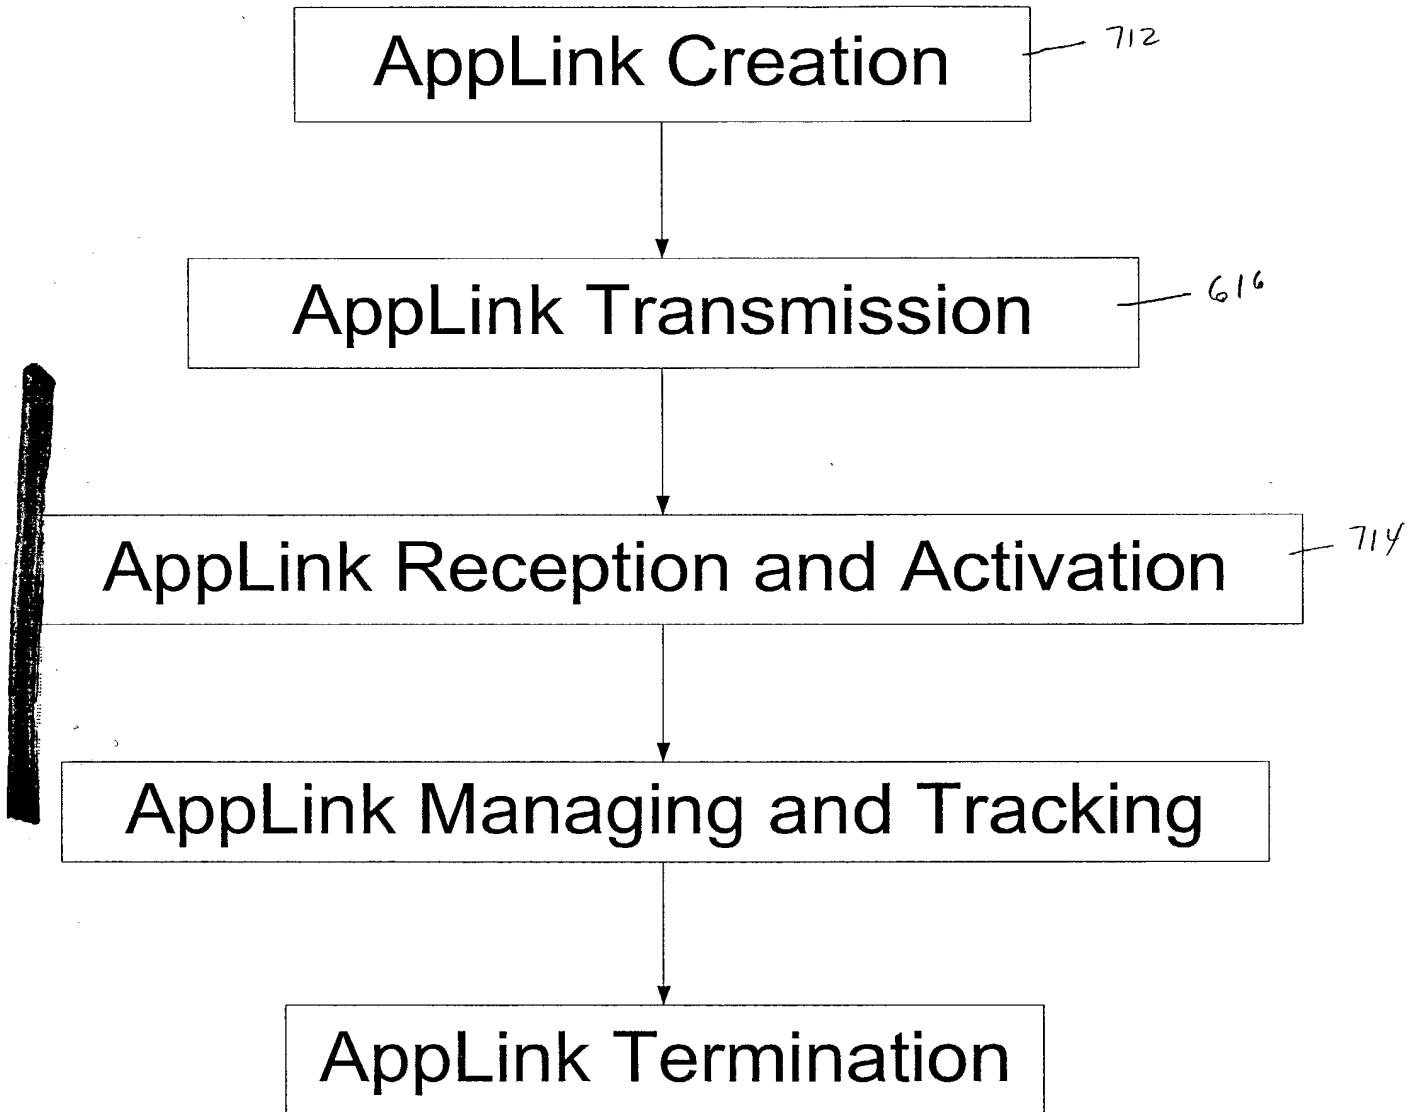 AppLink Creation
712
AppLink Transmission
616
AppLink Reception and Activation
714
AppLink Managing and Tracking
AppLink Termination